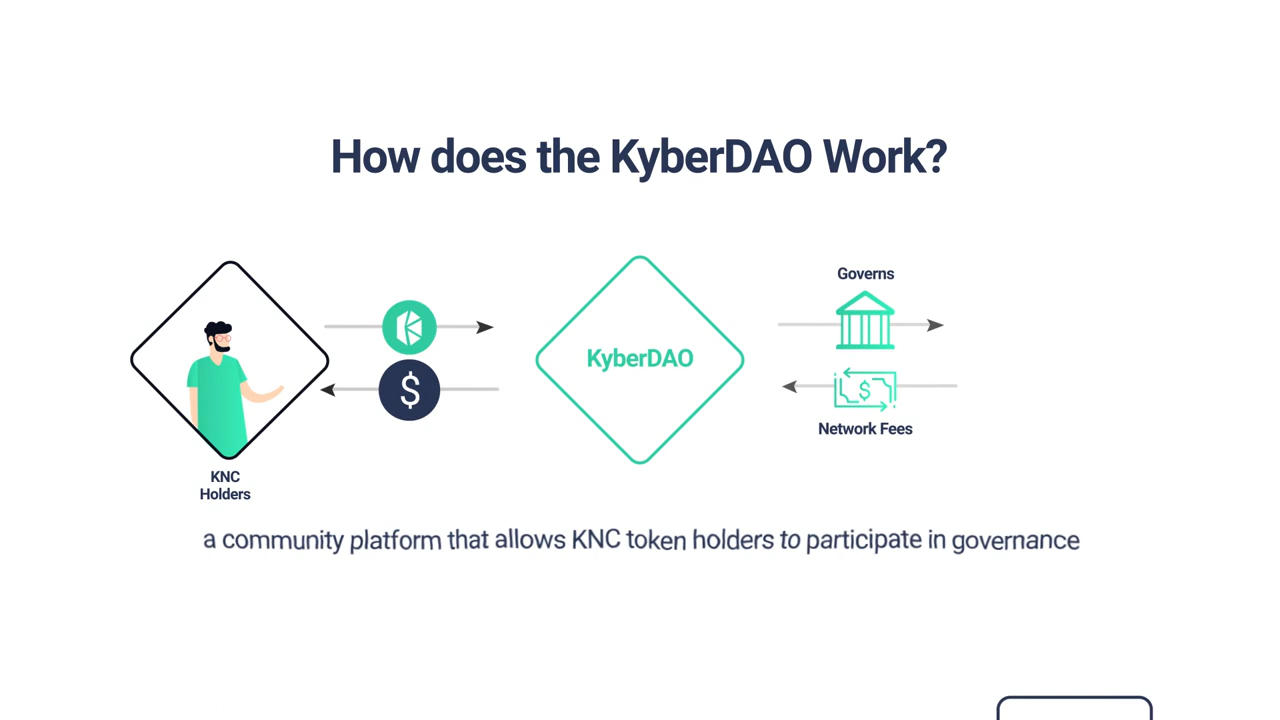 How does the KyberDAO Work?
Governs
KyberDAO
$
$
Network Fees
KNC
Holders
a community platform that allows KNC token holders to participate in governance